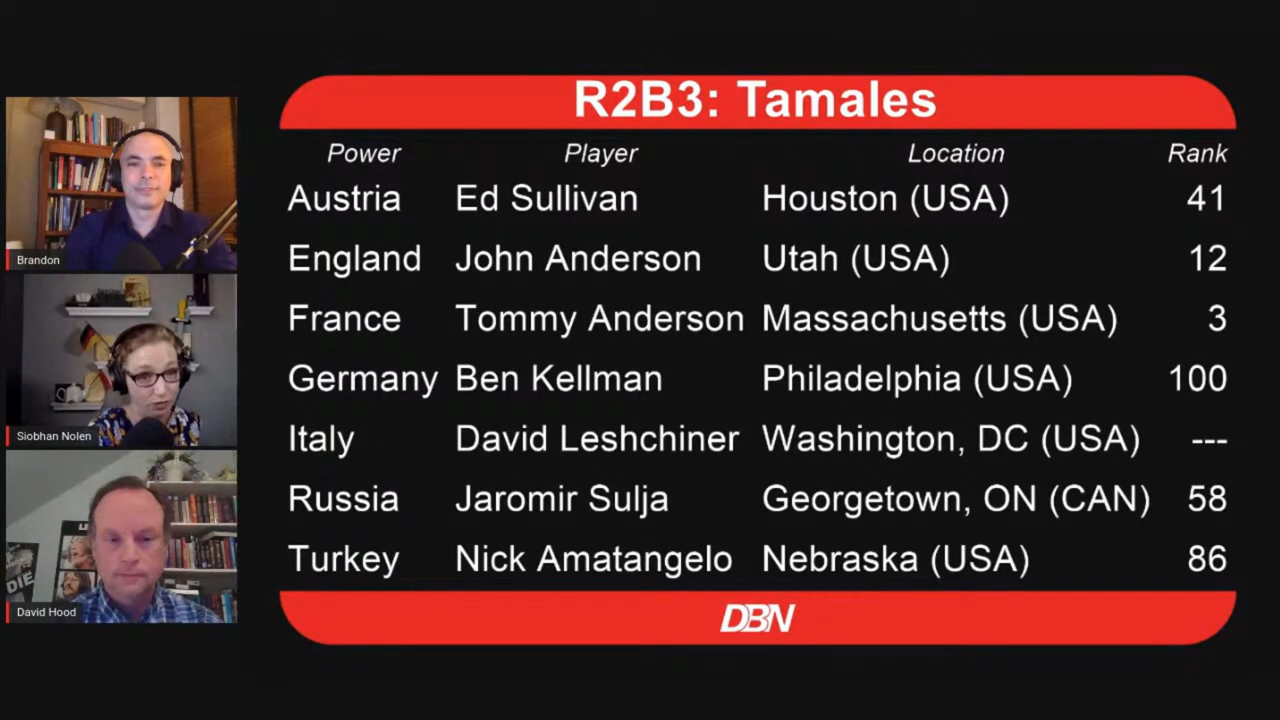 R2B3: Tamales
Power Player Location Rank
Austria Ed Sullivan Houston (USA) 41
England John Anderson Utah (USA) 12
France Tommy Anderson Massachusetts (USA) 3
Germany Ben Kellman Philadelphia (USA) 100
Italy David Leshchiner Washington, DC (USA) ---
Russia Jaromir Sulja Georgetown, ON (CAN) 58
Turkey Nick Amatangelo Nebraska (USA) 86
DBN
Brandon
Siobhan Nolen
David Hood
DIE